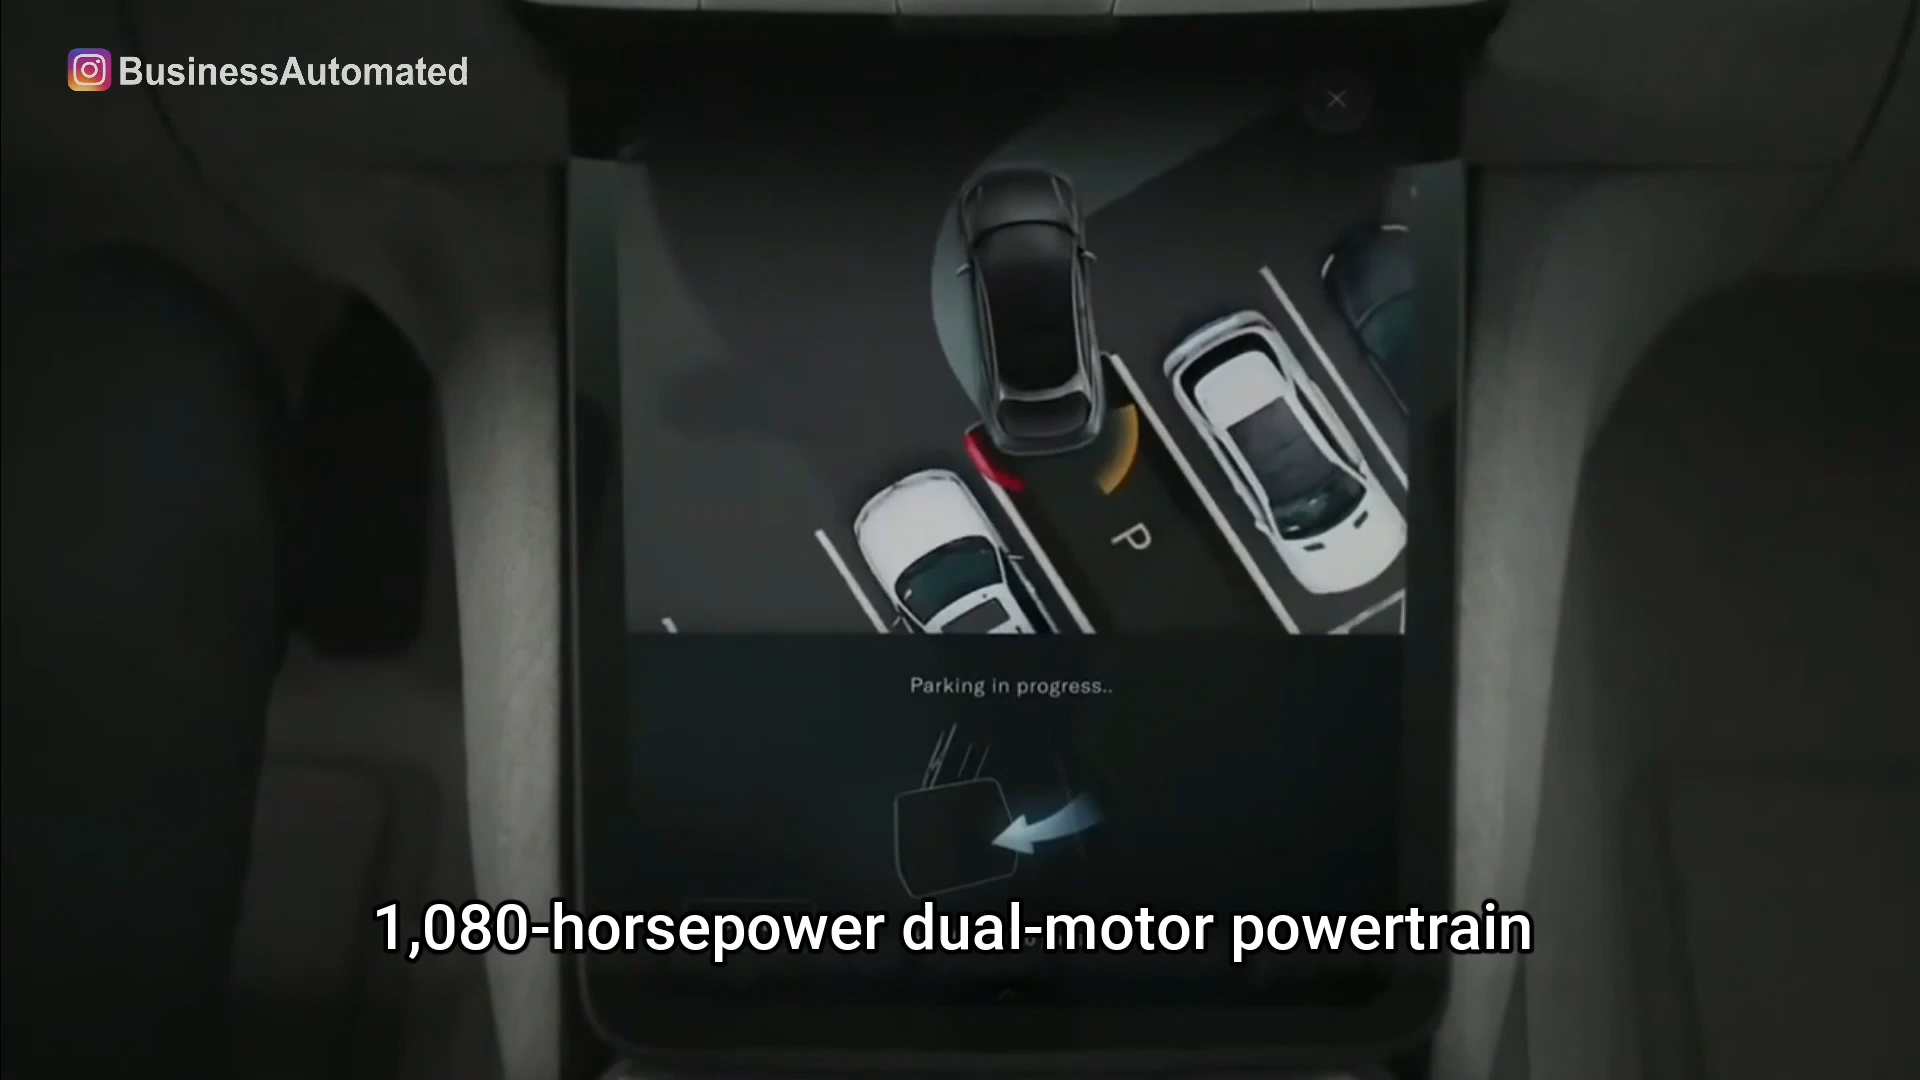 BusinessAutomated
P
Parking in progress..
1,080-horsepower dual-motor powertrain